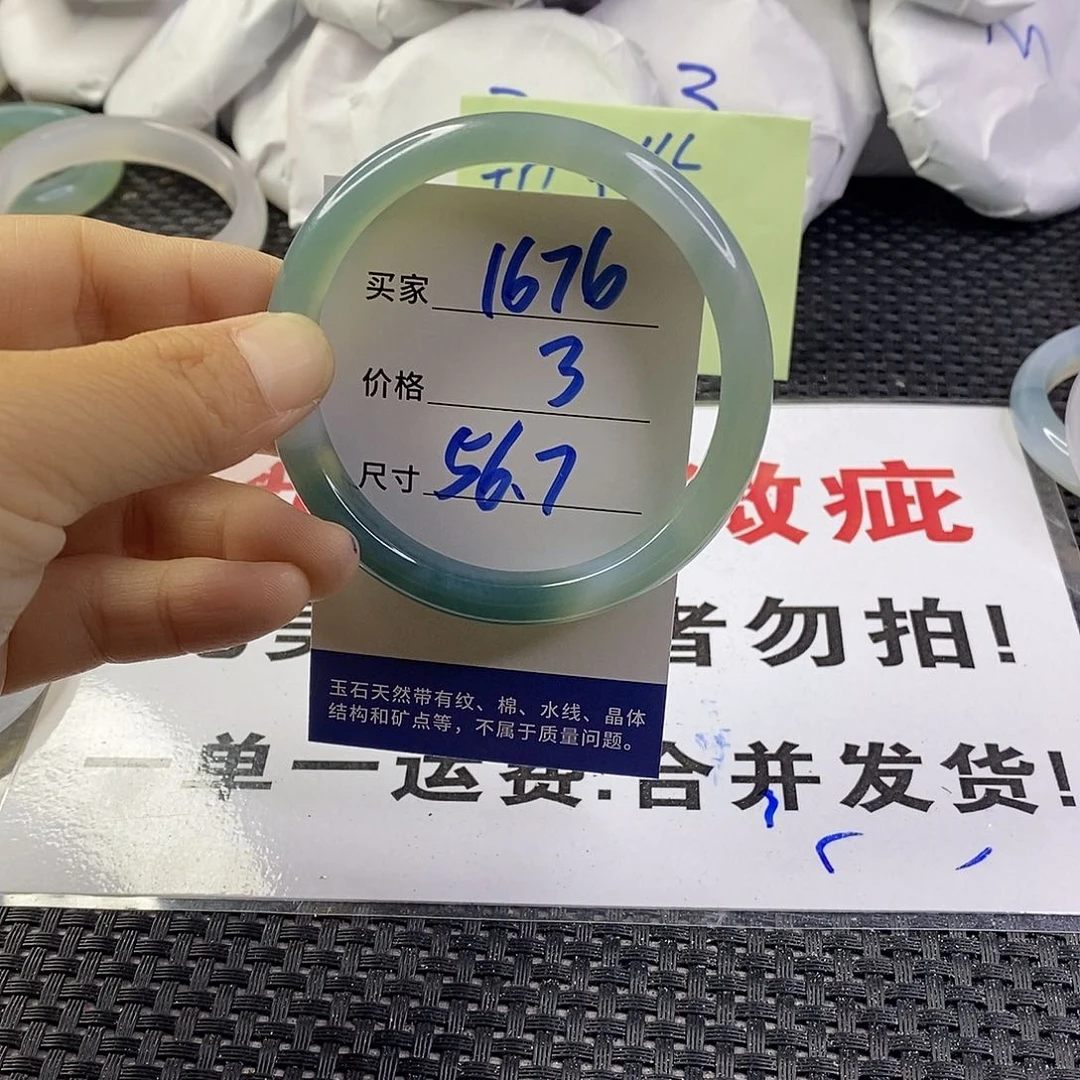 3
买家 1676
价格 3
尺寸 56.7
微疵
者勿拍!
玉石天然带有纹、棉、水线、晶体
结构和矿点等，不属于质量问题。
一单一运费.合并发货!